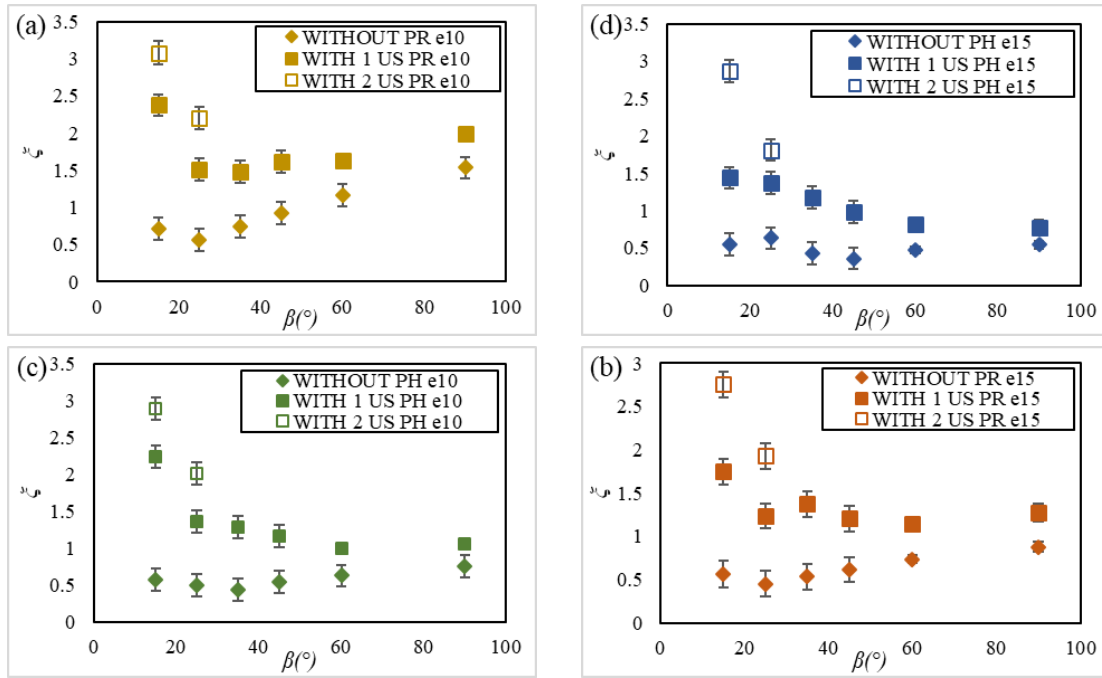 (a)
3.5
3
2.5
2
1.5
1
0.5
0
ξ
WITHOUT PR e10
WITH 1 US PR e10
WITH 2 US PR e10
0 20 40 60 80 100
β(°)
(d)
3.5
3
2.5
2
1.5
1
0.5
0
ξ
WITHOUT PH e15
WITH 1 US PH e15
WITH 2 US PH e15
0 20 40 60 80 100
β(°)
(c)
3.5
3
2.5
2
1.5
1
0.5
0
ξ
WITHOUT PH e10
WITH 1 US PH e10
WITH 2 US PH e10
0 20 40 60 80 100
β(°)
(b)
3
2.5
2
1.5
1
0.5
0
ξ
WITHOUT PR e15
WITH 1 US PR e15
WITH 2 US PR e15
0 20 40 60 80 100
β(°)